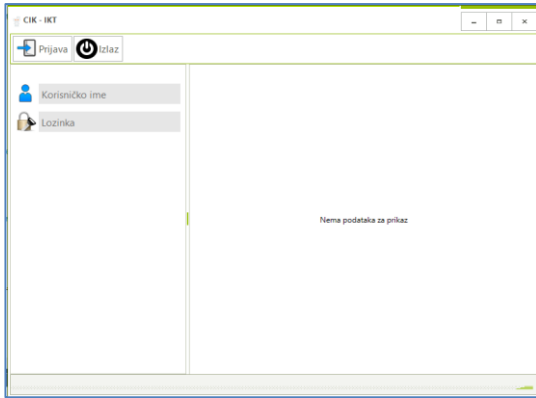 CIK - IKT
Prijava Izlaz
Korisničko ime
Lozinka
Nema podataka za prikaz